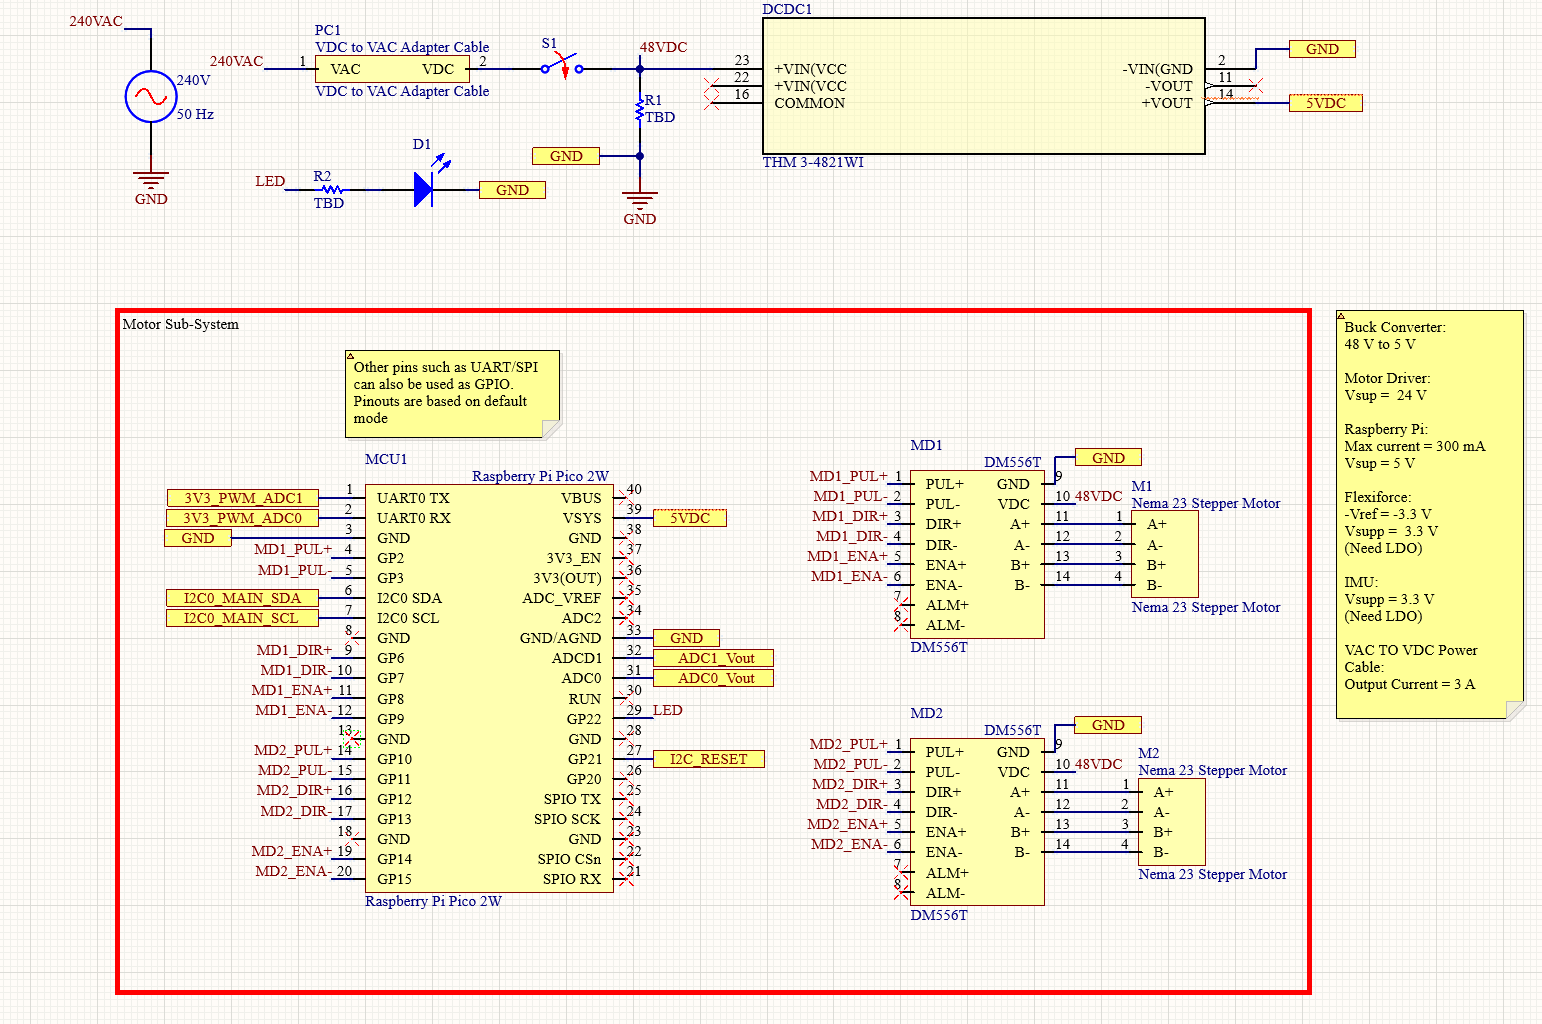 240VAC
240V
50 Hz
GND
240VAC
PC1
VDC to VAC Adapter Cable
1 VAC VDC 2
VDC to VAC Adapter Cable
S1
48VDC
R1
TBD
GND
GND
LED
R2
TBD
D1
GND
DCDC1
23 +VIN(VCC
22 +VIN(VCC
16 COMMON
-VIN(GND 2
-VOUT 11
+VOUT 14
GND
5VDC
THM 3-4821WI
Motor Sub-System
Other pins such as UART/SPI
can also be used as GPIO.
Pinouts are based on default
mode
MCU1
Raspberry Pi Pico 2W
3V3_PWM_ADC1 1 UART0 TX VBUS 40
3V3_PWM_ADC0 2 UART0 RX VSYS 39 5VDC
GND 3 GND GND 38
MD1_PUL+ 4 GP2 3V3_EN 37
MD1_PUL- 5 GP3 3V3(OUT) 36
I2C0_MAIN_SDA 6 I2C0 SDA ADC_VREF 35
I2C0_MAIN_SCL 7 I2C0 SCL ADC2 34
8 GND GND/AGND 33 GND
MD1_DIR+ 9 GP6 ADCD1 32 ADC1_Vout
MD1_DIR- 10 GP7 ADC0 31 ADC0_Vout
MD1_ENA+ 11 GP8 RUN 30
MD1_ENA- 12 GP9 GP22 29 LED
13 GND GND 28
MD2_PUL+ 14 GP10 GP21 27 I2C_RESET
MD2_PUL- 15 GP11 GP20 26
MD2_DIR+ 16 GP12 SPIO TX 25
MD2_DIR- 17 GP13 SPIO SCK 24
18 GND GND 23
MD2_ENA+ 19 GP14 SPIO CSn 22
MD2_ENA- 20 GP15 SPIO RX 21
Raspberry Pi Pico 2W
MD1
DM556T
GND
MD1_PUL+ 1 PUL+ GND 9
MD1_PUL- 2 PUL- VDC 10 48VDC
MD1_DIR+ 3 DIR+ A+ 11
MD1_DIR- 4 DIR- A- 12
MD1_ENA+ 5 ENA+ B+ 13
MD1_ENA- 6 ENA- B- 14
7 ALM+
8 ALM-
DM556T
M1
Nema 23 Stepper Motor
1 A+
2 A-
3 B+
4 B-
Nema 23 Stepper Motor
MD2
DM556T
GND
MD2_PUL+ 1 PUL+ GND 9
MD2_PUL- 2 PUL- VDC 10 48VDC
MD2_DIR+ 3 DIR+ A+ 11
MD2_DIR- 4 DIR- A- 12
MD2_ENA+ 5 ENA+ B+ 13
MD2_ENA- 6 ENA- B- 14
7 ALM+
8 ALM-
DM556T
M2
Nema 23 Stepper Motor
1 A+
2 A-
3 B+
4 B-
Nema 23 Stepper Motor
Buck Converter:
48 V to 5 V
Motor Driver:
Vsup = 24 V
Raspberry Pi:
Max current = 300 mA
Vsup = 5 V
Flexiforce:
-Vref = -3.3 V
Vsupp = 3.3 V
(Need LDO)
IMU:
Vsupp = 3.3 V
(Need LDO)
VAC TO VDC Power
Cable:
Output Current = 3 A